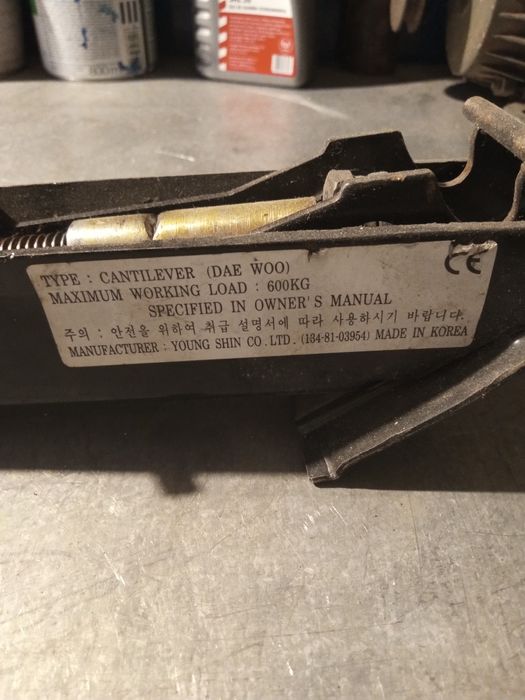 TYPE : CANTILEVER (DAE WOO)
MAXIMUM WORKING LOAD : 600KG
SPECIFIED IN OWNER'S MANUAL
주의 : 안전을 위하여 취급 설명서에 따라 사용하시기 바랍니다.
MANUFACTURER : YOUNG SHIN CO. LTD. (134-81-03954) MADE IN KOREA
CE